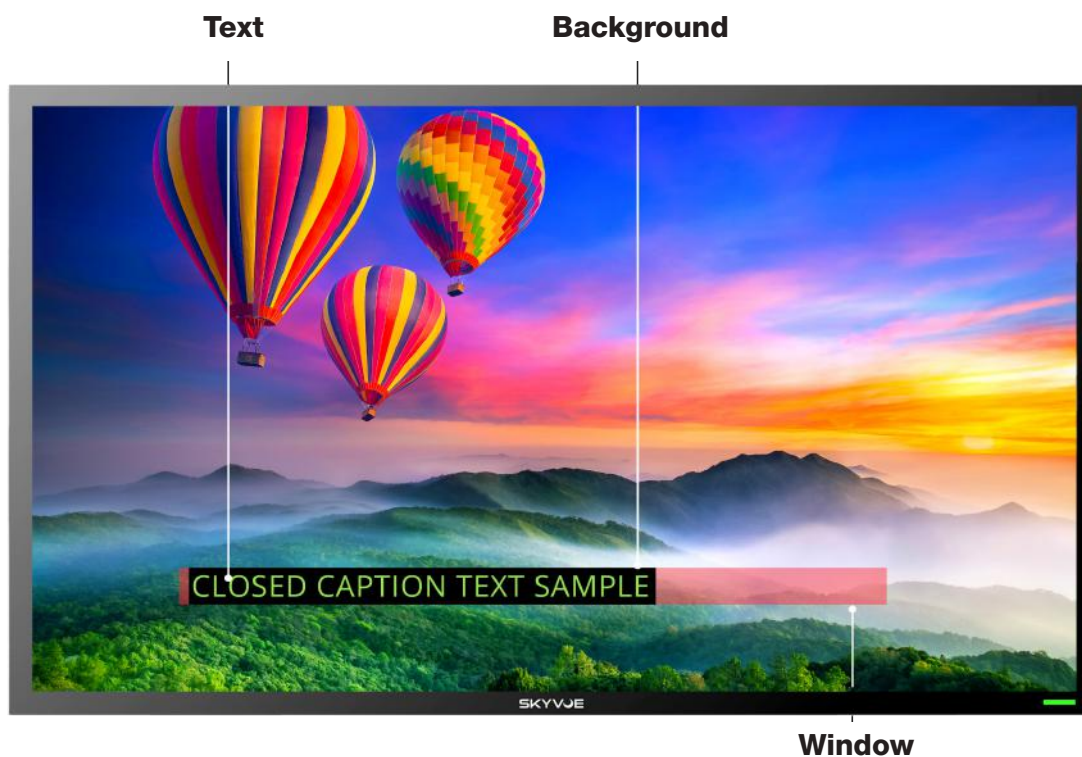 Text
Background
CLOSED CAPTION TEXT SAMPLE
SKYVUE
Window